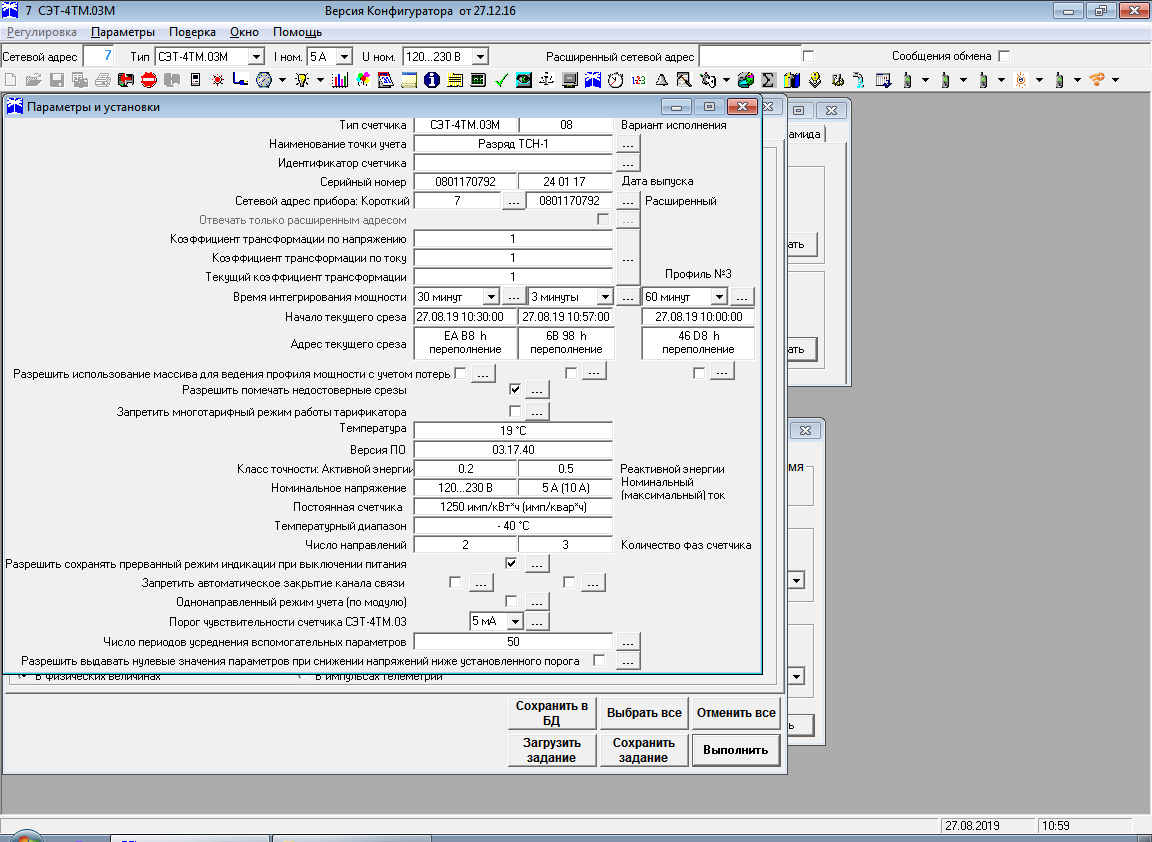 7 СЭТ-4ТМ.03М Версия Конфигуратора от 27.12.16
Регулировка Параметры Поверка Окно Помощь
Сетевой адрес 7 Тип СЭТ-4ТМ.03М I ном. 5 А U ном. 120...230 В Расширенный сетевой адрес Сообщения обмена
Параметры и установки
Тип счетчика СЭТ-4ТМ.03М 08 Вариант исполнения
амида
Наименование точки учета Разряд ТСН-1 ...
Идентификатор счетчика ...
Серийный номер 0801170792 24 01 17 Дата выпуска
Сетевой адрес прибора: Короткий 7 ... 0801170792 ... Расширенный
Отвечать только расширенным адресом ...
Коэффициент трансформации по напряжению 1
ать
Коэффициент трансформации по току 1 ...
Текущий коэффициент трансформации 1 Профиль №3
Время интегрирования мощности 30 минут ... 3 минуты ... 60 минут ...
Начало текущего среза 27.08.19 10:30:00 27.08.19 10:57:00 27.08.19 10:00:00
Адрес текущего среза EA B8 h переполнение 6B 98 h переполнение 46 D8 h переполнение
ать
Разрешить использование массива для ведения профиля мощности с учетом потерь ... ... ...
Разрешить помечать недостоверные срезы ...
Запретить многотарифный режим работы тарификатора ...
Температура 19 °C
Версия ПО 03.17.40
Класс точности: Активной энергии 0.2 0.5 Реактивной энергии
мя
Номинальное напряжение 120...230 В 5 А (10 А) Номинальный (максимальный) ток
Постоянная счетчика 1250 имп/кВт*ч (имп/квар*ч)
Температурный диапазон - 40 °C
Число направлений 2 3 Количество фаз счетчика
Разрешить сохранять прерванный режим индикации при выключении питания ...
Запретить автоматическое закрытие канала связи ... ...
Однонаправленный режим учета (по модулю) ...
Порог чувствительности счетчика СЭТ-4ТМ.03 5 мА ...
Число периодов усреднения вспомогательных параметров 50 ...
Разрешить выдавать нулевые значения параметров при снижении напряжений ниже установленного порога ...
В физических величинах В импульсах телеметрии
Сохранить в БД Выбрать все Отменить все
ь
Загрузить задание Сохранить задание Выполнить
27.08.2019 10:59